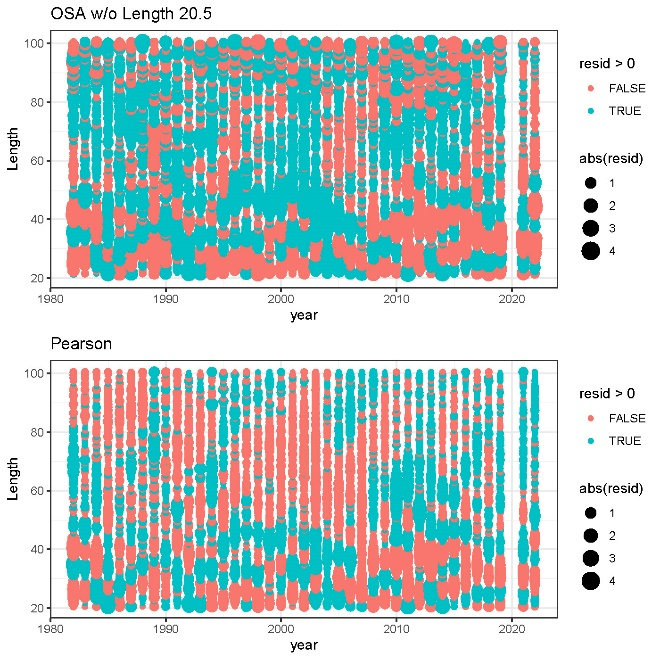 OSA w/o Length 20.5
100
80
60
40
20
Length
1980
1990
2000
2010
2020
year
resid > 0
FALSE
TRUE
abs(resid)
1
2
3
4
Pearson
100
80
60
40
20
Length
1980
1990
2000
2010
2020
year
resid > 0
FALSE
TRUE
abs(resid)
1
2
3
4